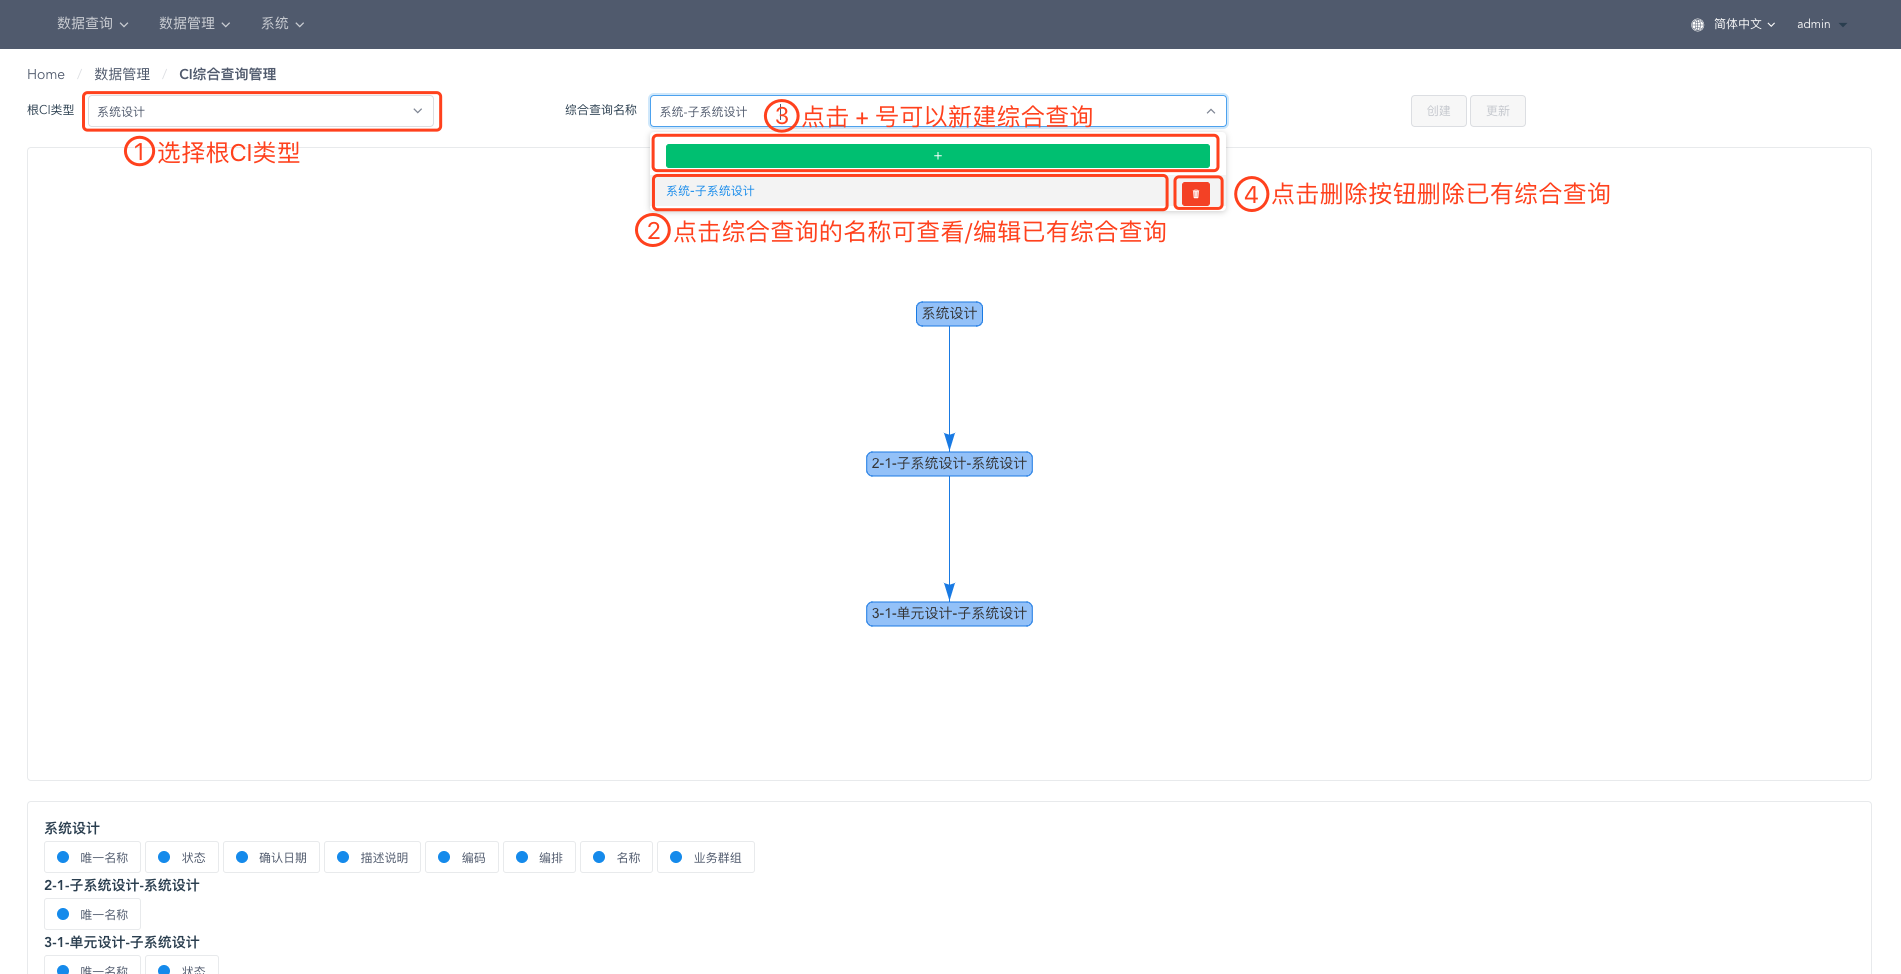 数据查询 数据管理 系统 简体中文 admin
Home / 数据管理 / CI综合查询管理
根CI类型 系统设计 综合查询名称 系统-子系统设计 ③点击 + 号可以新建综合查询 创建 更新
①选择根CI类型
+
系统-子系统设计 ④点击删除按钮删除已有综合查询
②点击综合查询的名称可查看/编辑已有综合查询
系统设计
2-1-子系统设计-系统设计
3-1-单元设计-子系统设计
系统设计
唯一名称 状态 确认日期 描述说明 编码 编排 名称 业务群组
2-1-子系统设计-系统设计
唯一名称
3-1-单元设计-子系统设计
唯一名称 状态